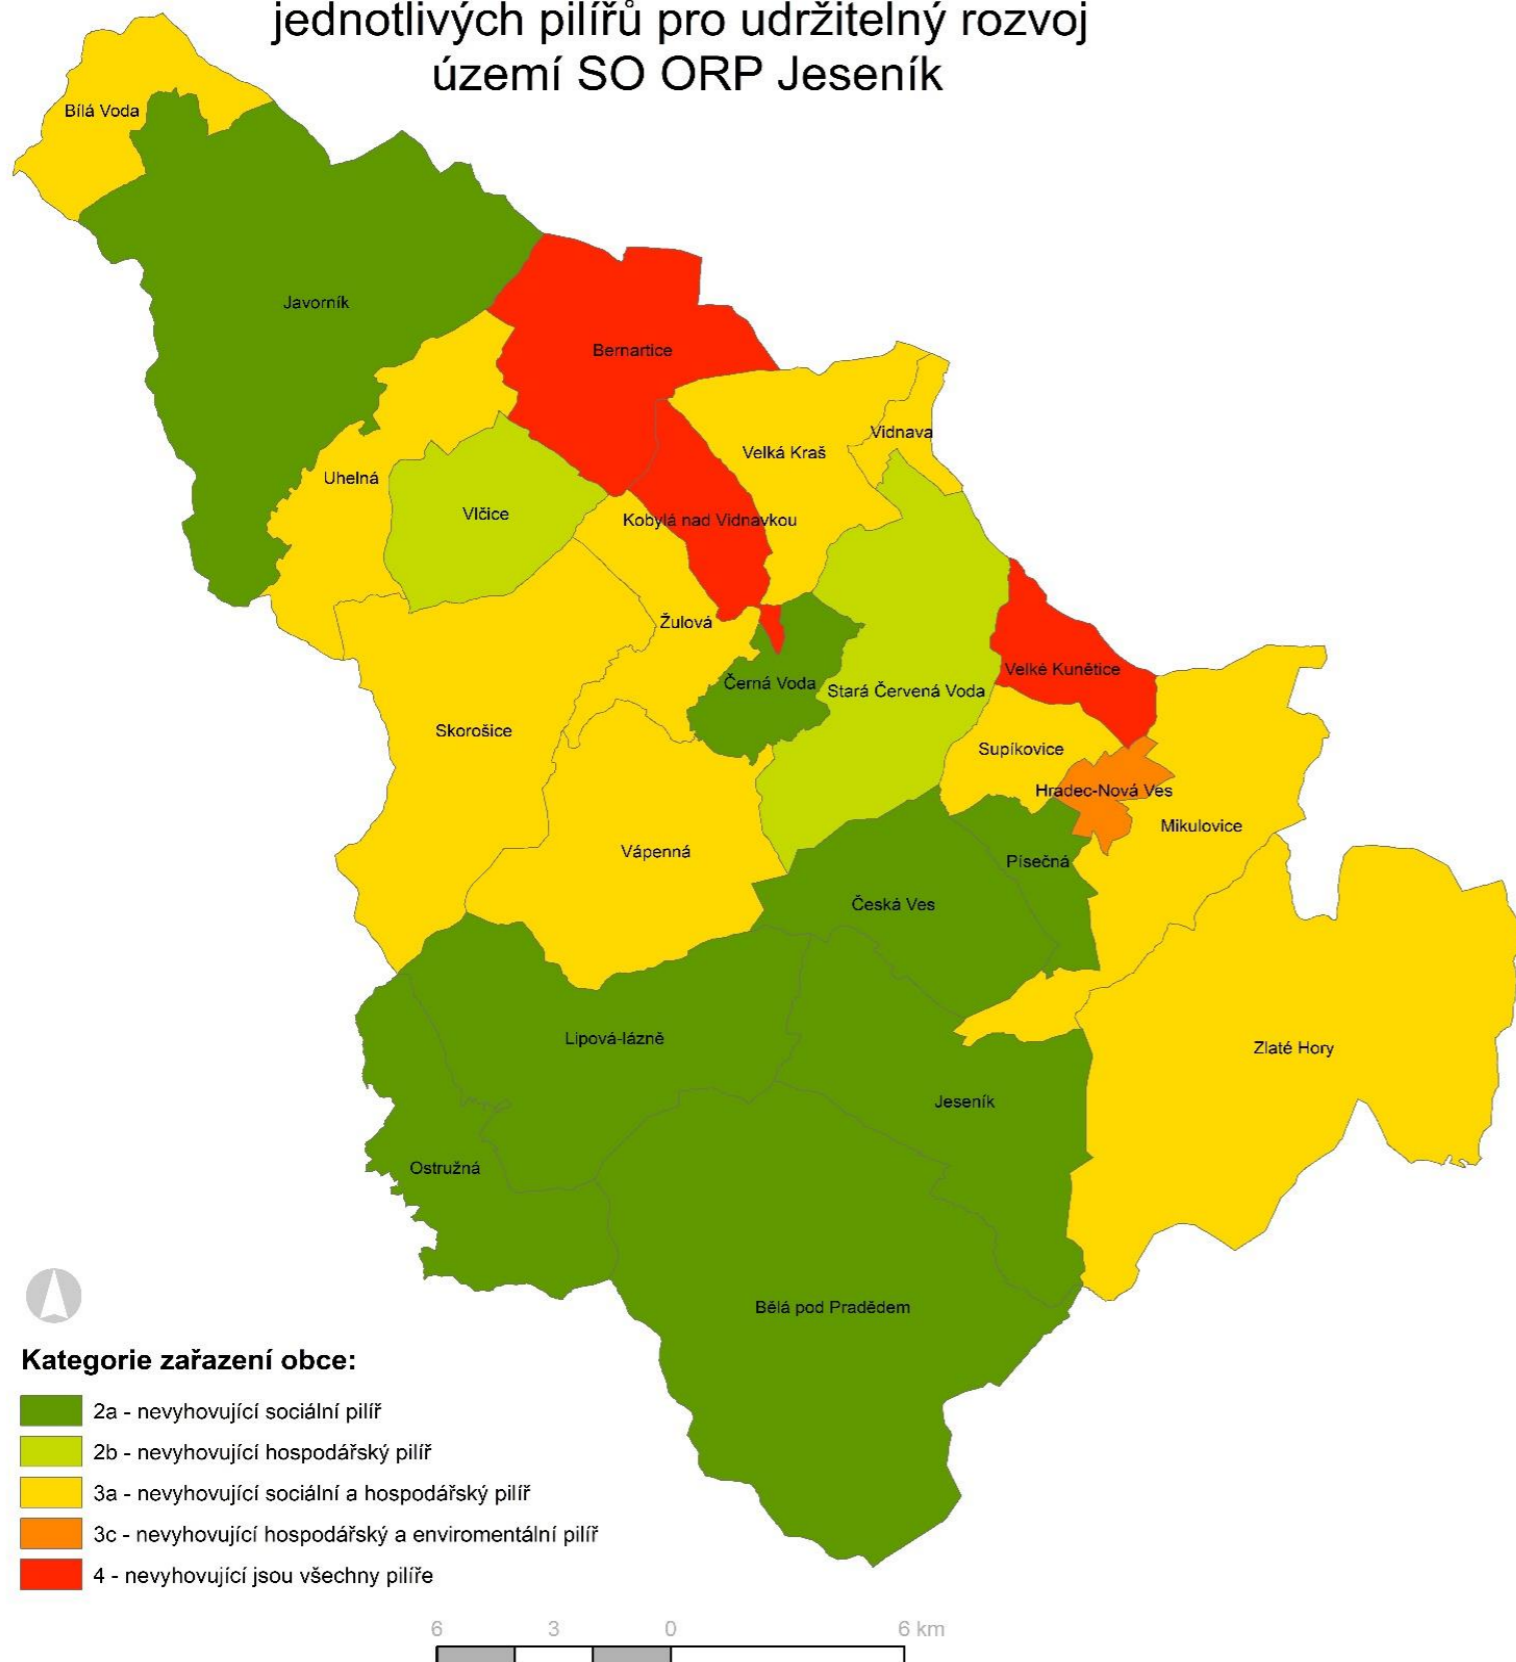 jednotlivých pilířů pro udržitelný rozvoj
území SO ORP Jeseník
Bílá Voda
Javorník
Bernartice
Vidnava
Velká Kraš
Uhelná
Vlčice
Kobylá nad Vidnavkou
Žulová
Velké Kunětice
Černá Voda
Stará Červená Voda
Skorošice
Supíkovice
Hradec-Nová Ves
Mikulovice
Vápenná
Písečná
Česká Ves
Lipová-lázně
Zlaté Hory
Jeseník
Ostružná
Bělá pod Pradědem
Kategorie zařazení obce:
2a - nevyhovující sociální pilíř
2b - nevyhovující hospodářský pilíř
3a - nevyhovující sociální a hospodářský pilíř
3c - nevyhovující hospodářský a enviromentální pilíř
4 - nevyhovující jsou všechny pilíře
6 3 0 6 km